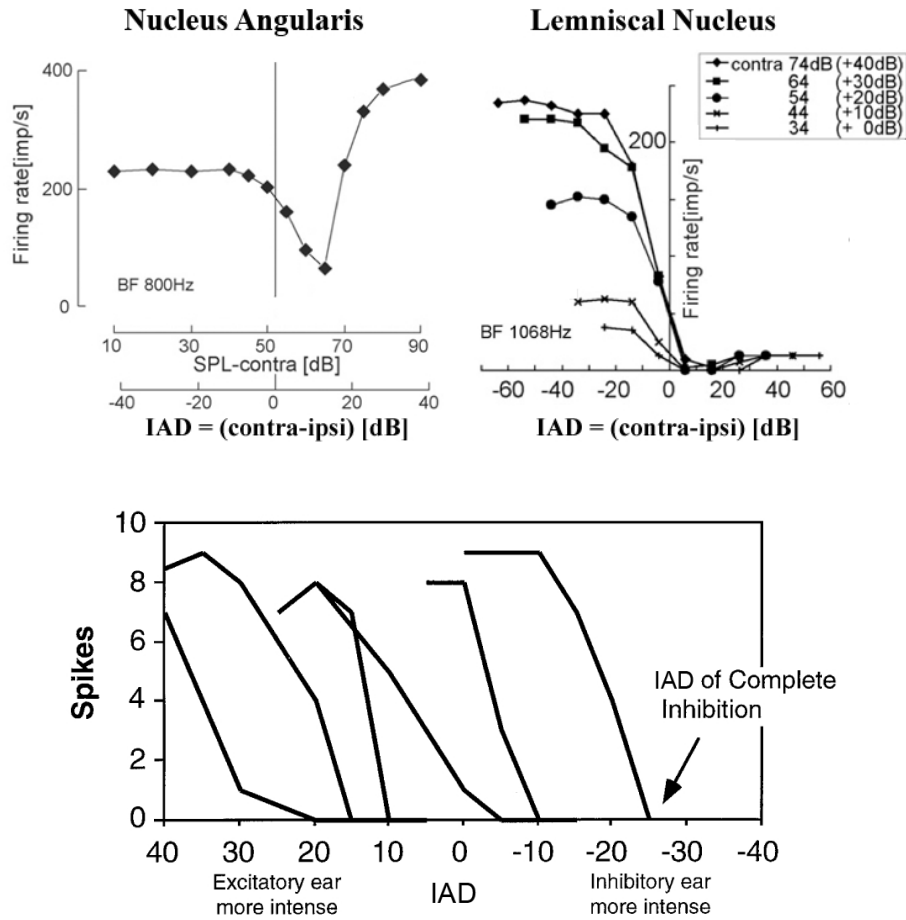 Nucleus Angularis
400
200
0
Firing rate[imp/s]
BF 800Hz
10 30 50 70 90
SPL-contra [dB]
-40 -20 0 20 40
IAD = (contra-ipsi) [dB]
Lemniscal Nucleus
contra 74dB (+40dB)
64 (+30dB)
54 (+20dB)
44 (+10dB)
34 (+ 0dB)
200
Firing rate[imp/s]
BF 1068Hz
-60 -40 -20 0 20 40 60
IAD = (contra-ipsi) [dB]
10
8
6
4
2
0
Spikes
IAD of Complete
Inhibition
40 30 20 10 0 -10 -20 -30 -40
Excitatory ear
more intense
IAD
Inhibitory ear
more intense